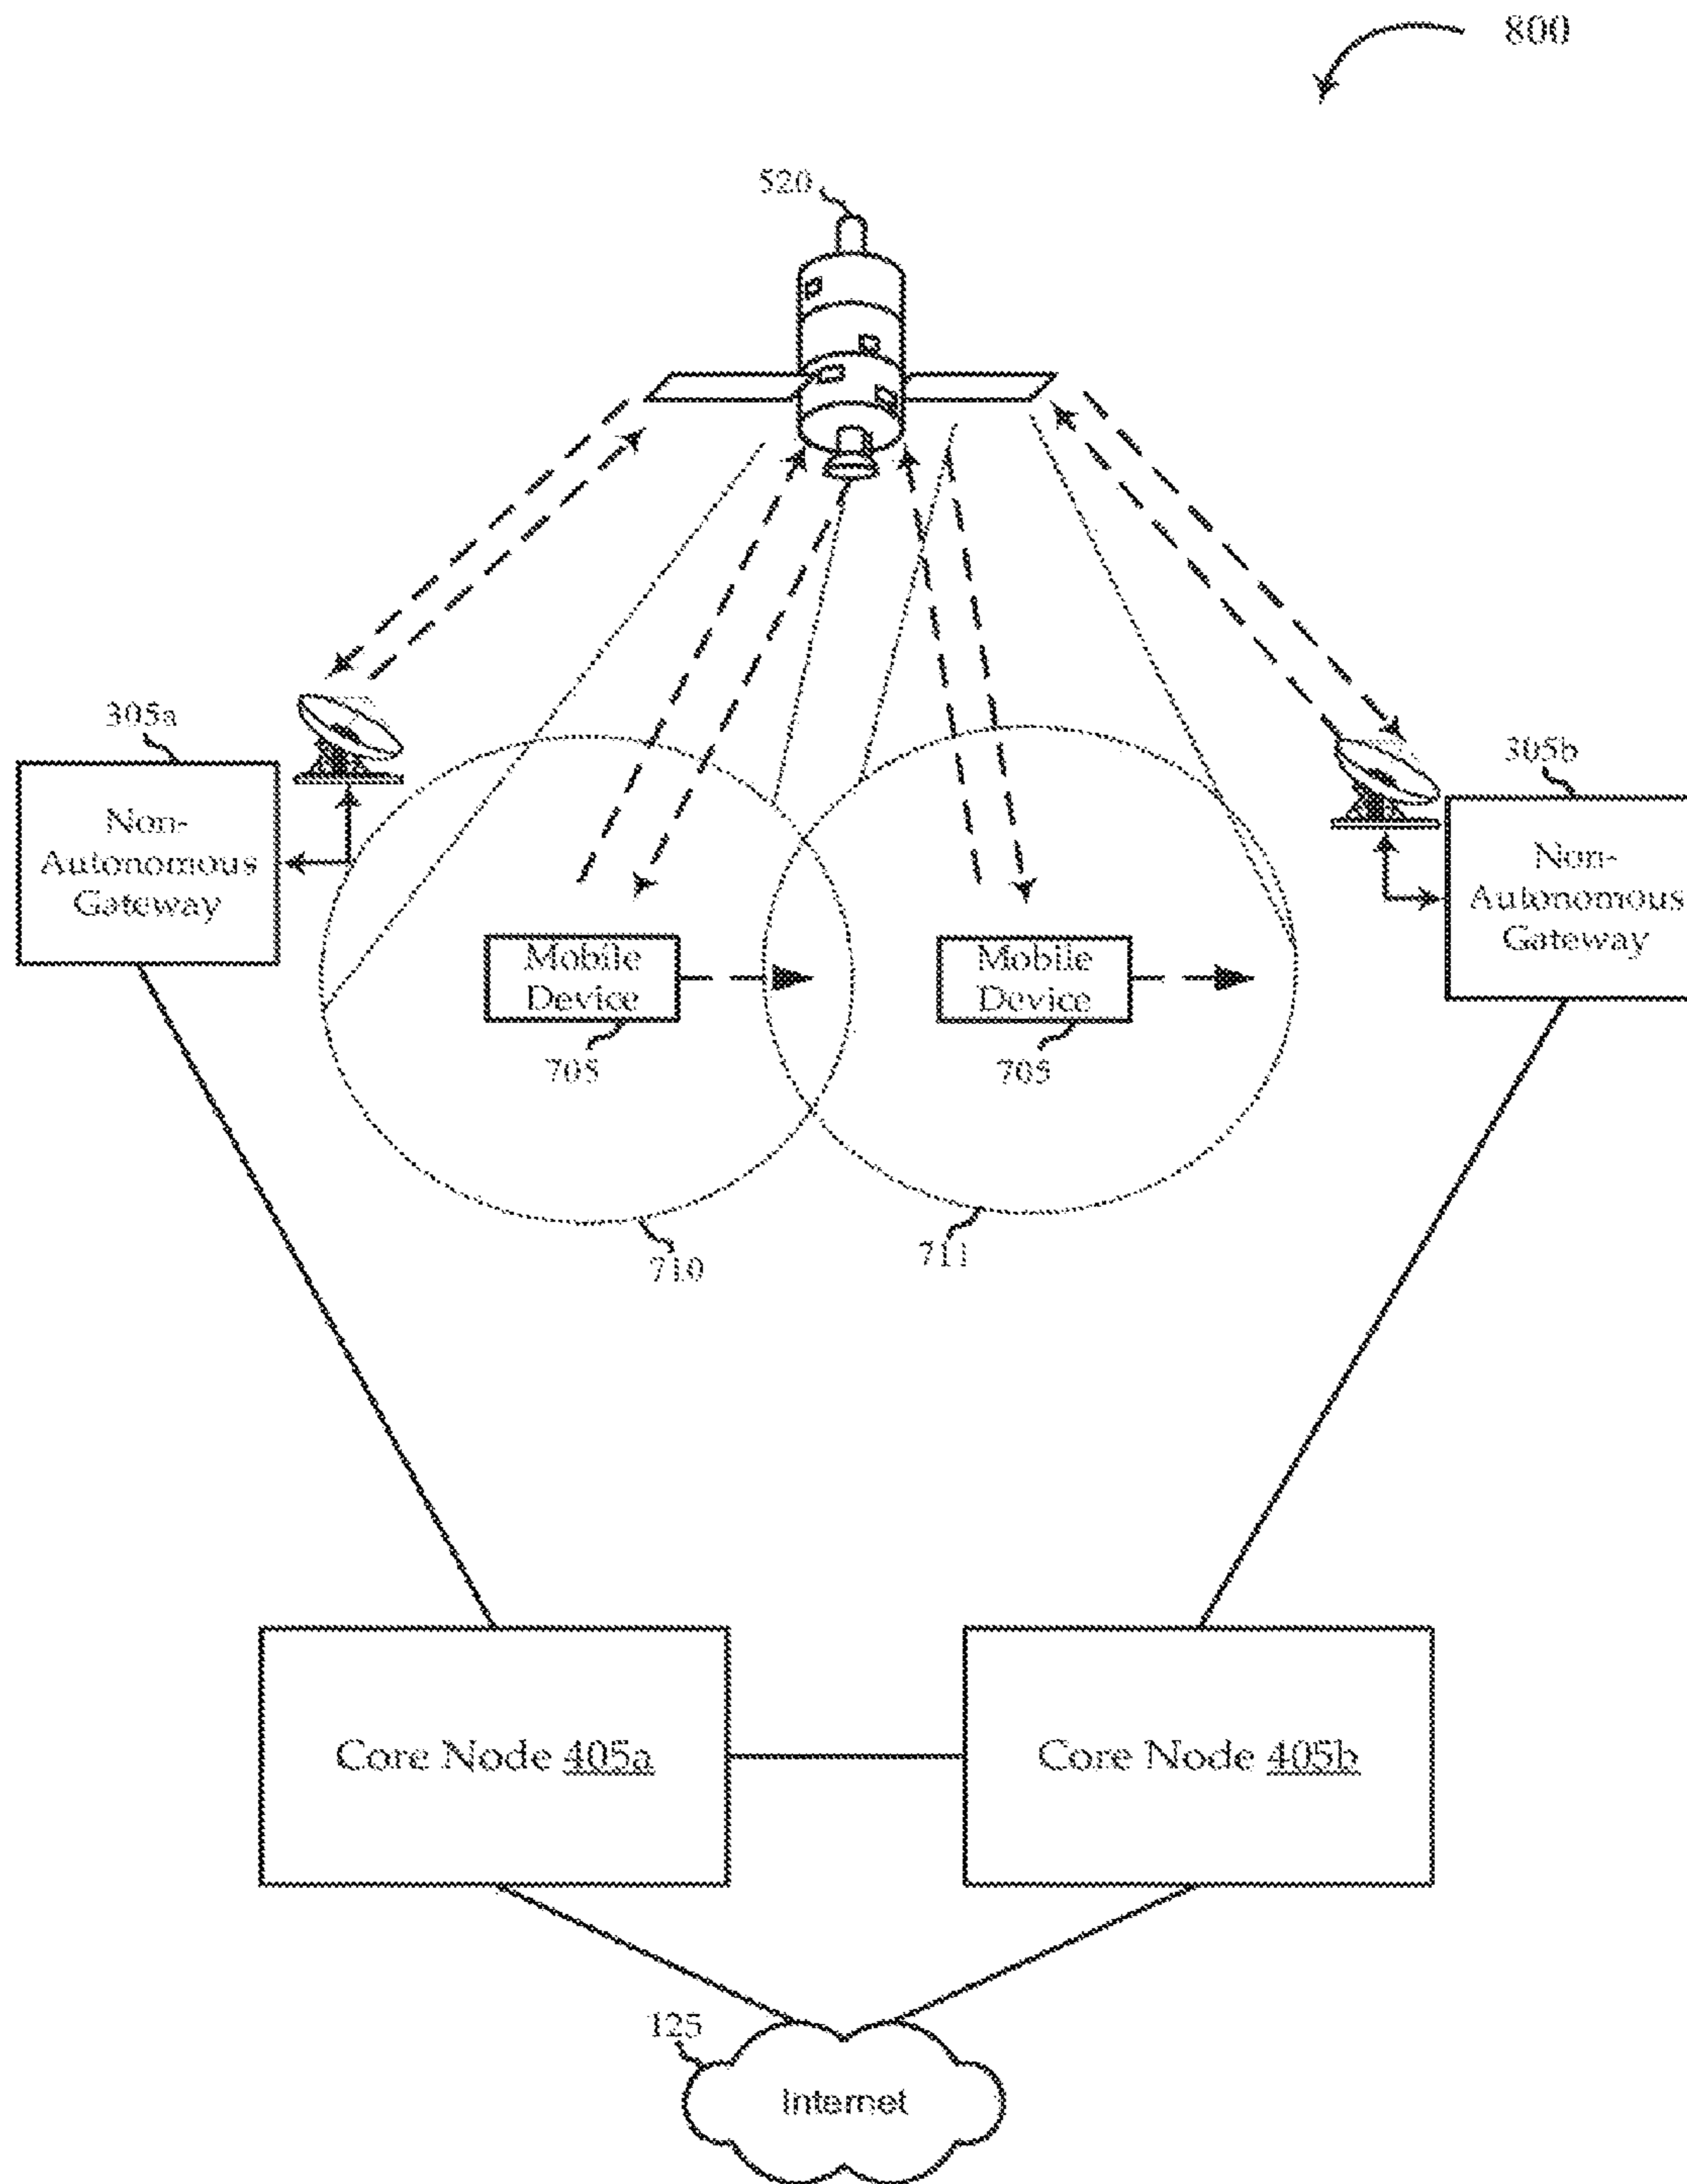 800
520
305a
Non-
Autonomous
Gateway
305b
Non-
Autonomous
Gateway
Mobile
Device
705
Mobile
Device
705
710
711
Core Node 405a
Core Node 405b
125
Internet